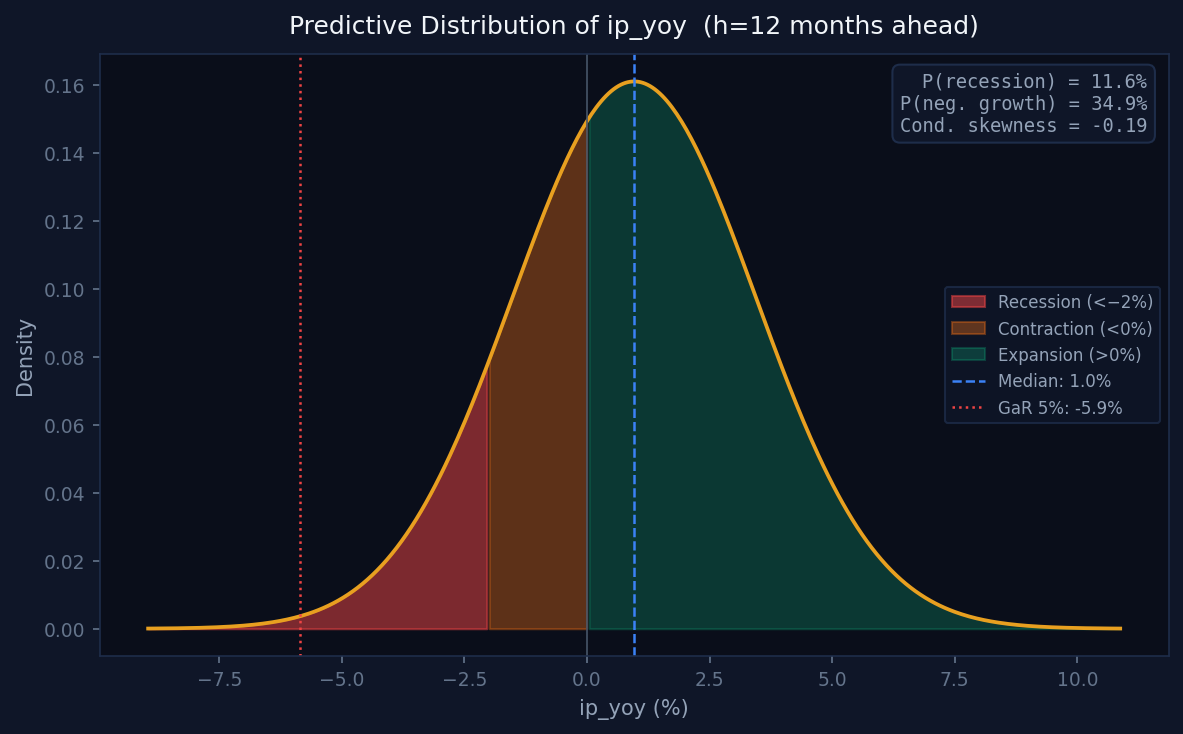 Predictive Distribution of ip_yoy  (h=12 months ahead)
P(recession) = 11.6%
P(neg. growth) = 34.9%
Cond. skewness = -0.19
Recession (<−2%)
Contraction (<0%)
Expansion (>0%)
Median: 1.0%
GaR 5%: -5.9%
Density
0.16
0.14
0.12
0.10
0.08
0.06
0.04
0.02
0.00
−7.5 −5.0 −2.5 0.0 2.5 5.0 7.5 10.0
ip_yoy (%)